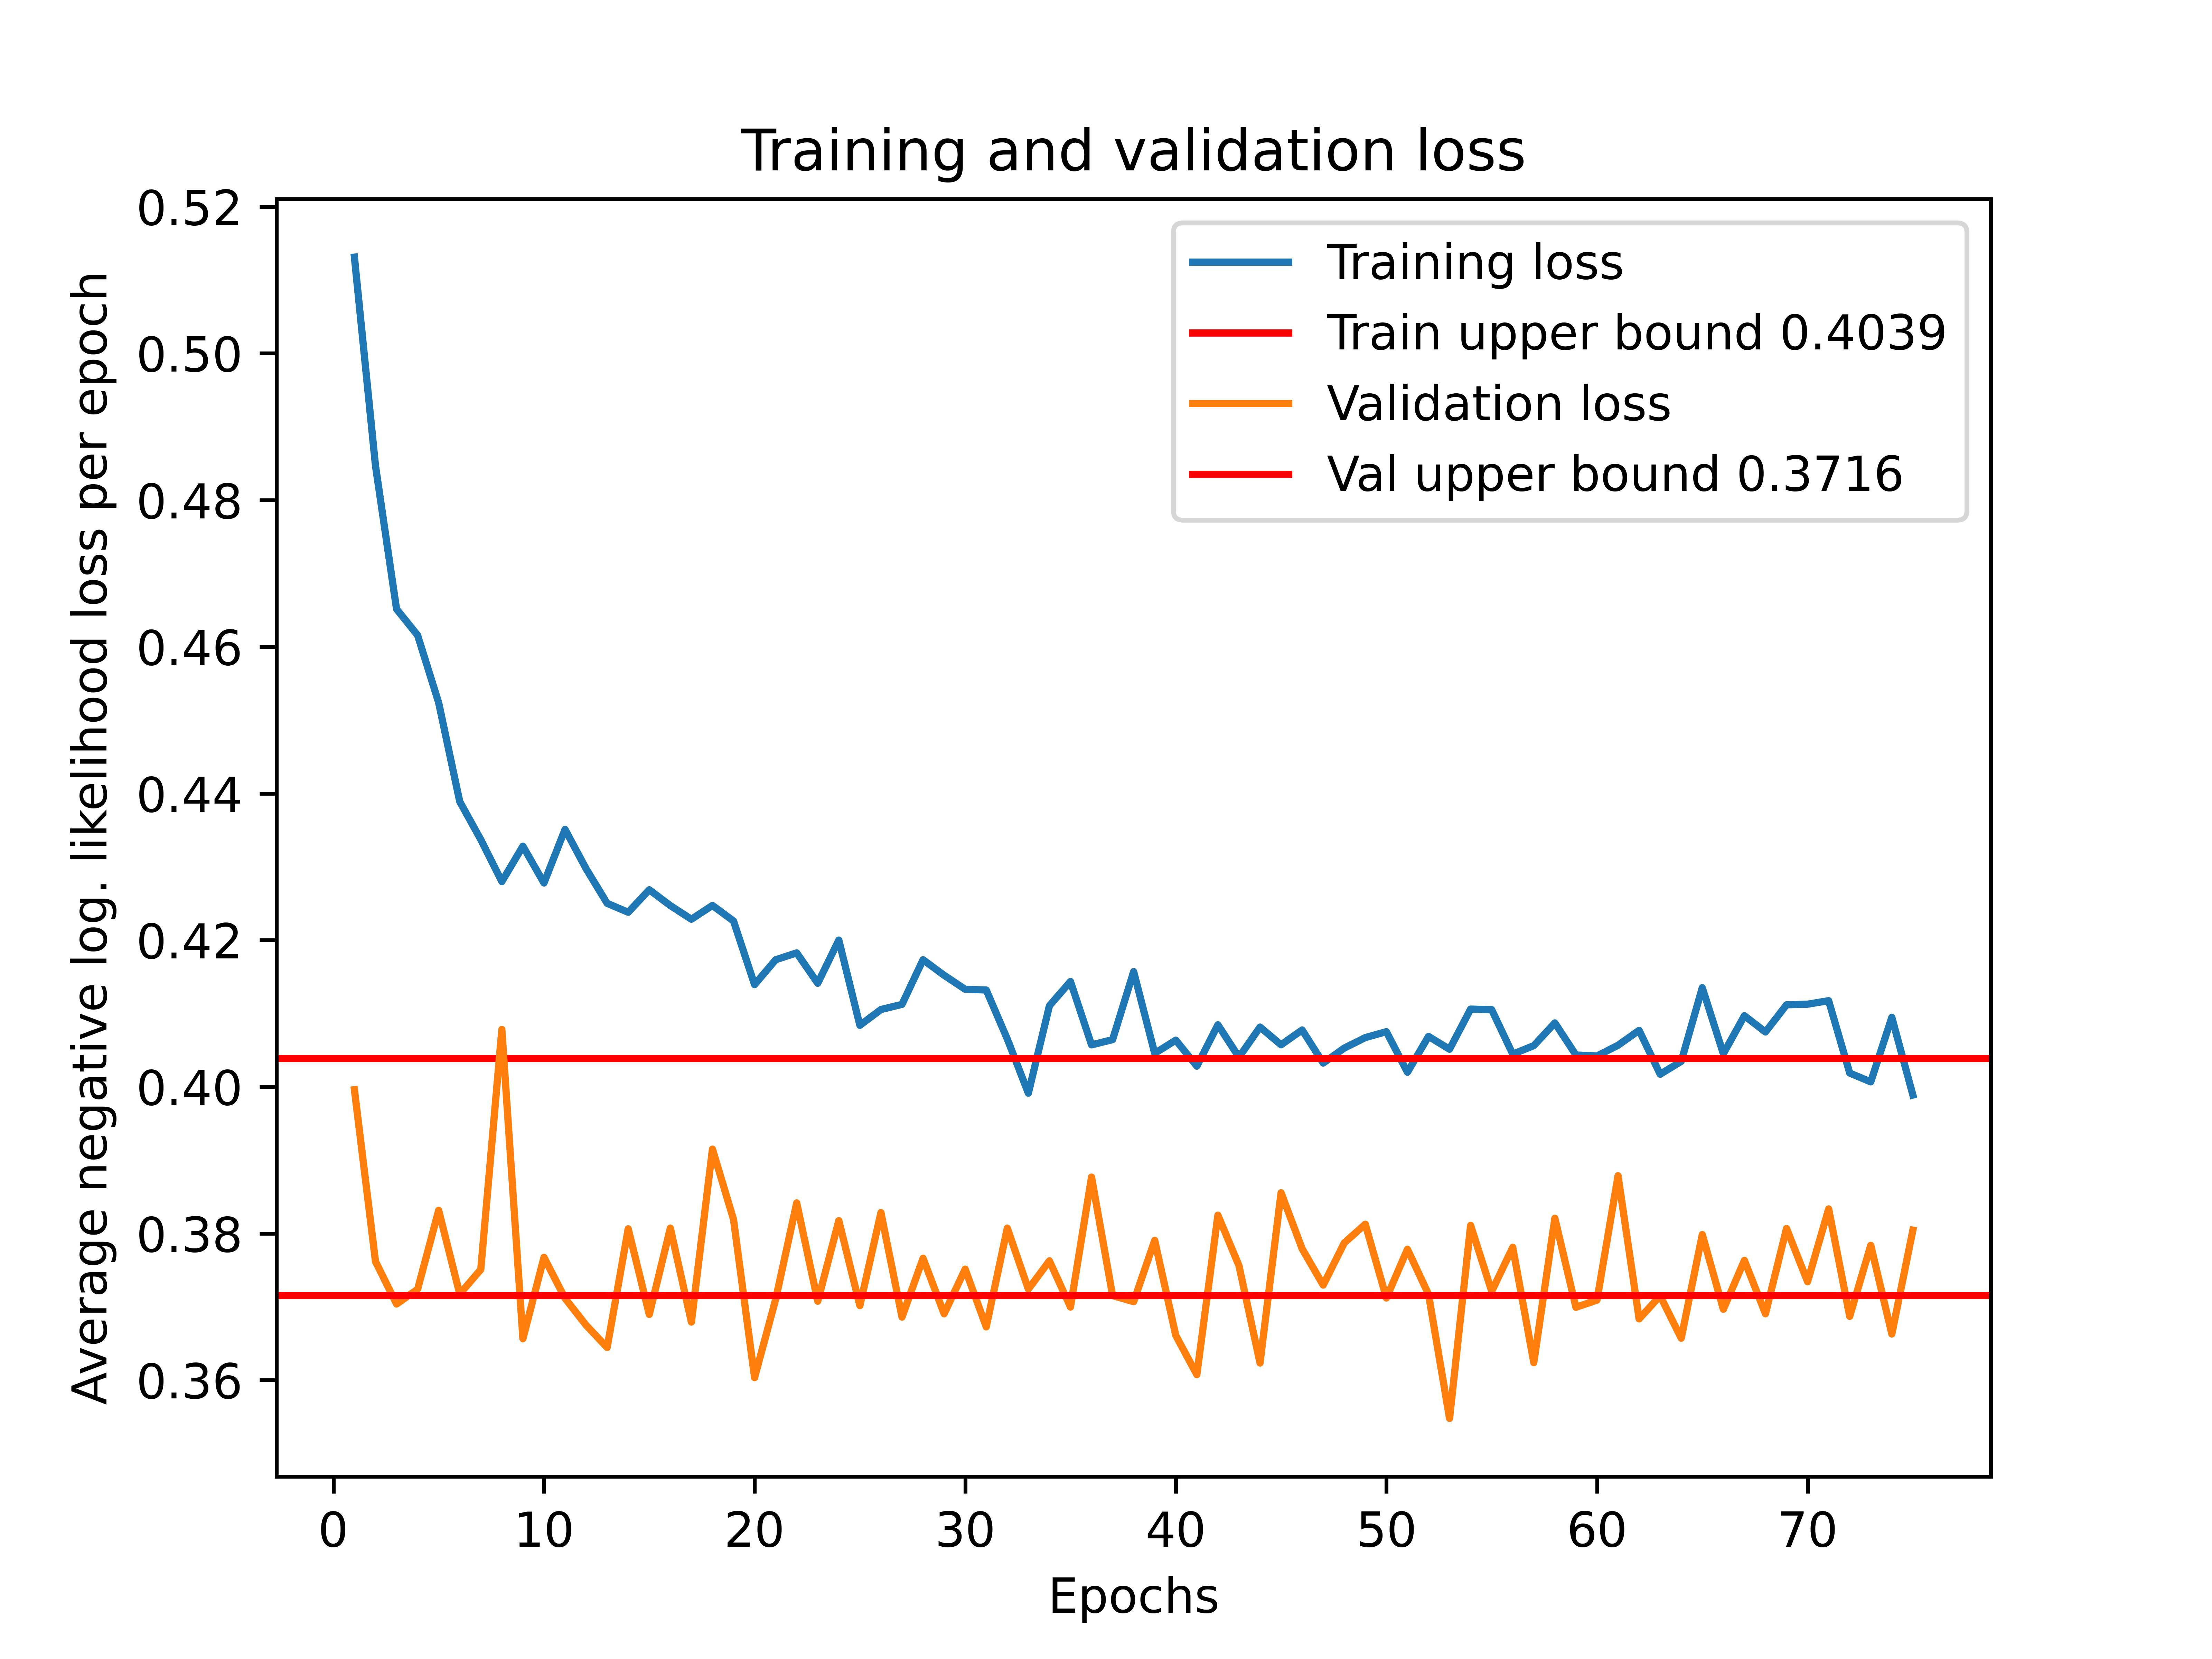 Training and validation loss
Training loss
Train upper bound 0.4039
Validation loss
Val upper bound 0.3716
Average negative log. likelihood loss per epoch
0.52
0.50
0.48
0.46
0.44
0.42
0.40
0.38
0.36
0 10 20 30 40 50 60 70
Epochs